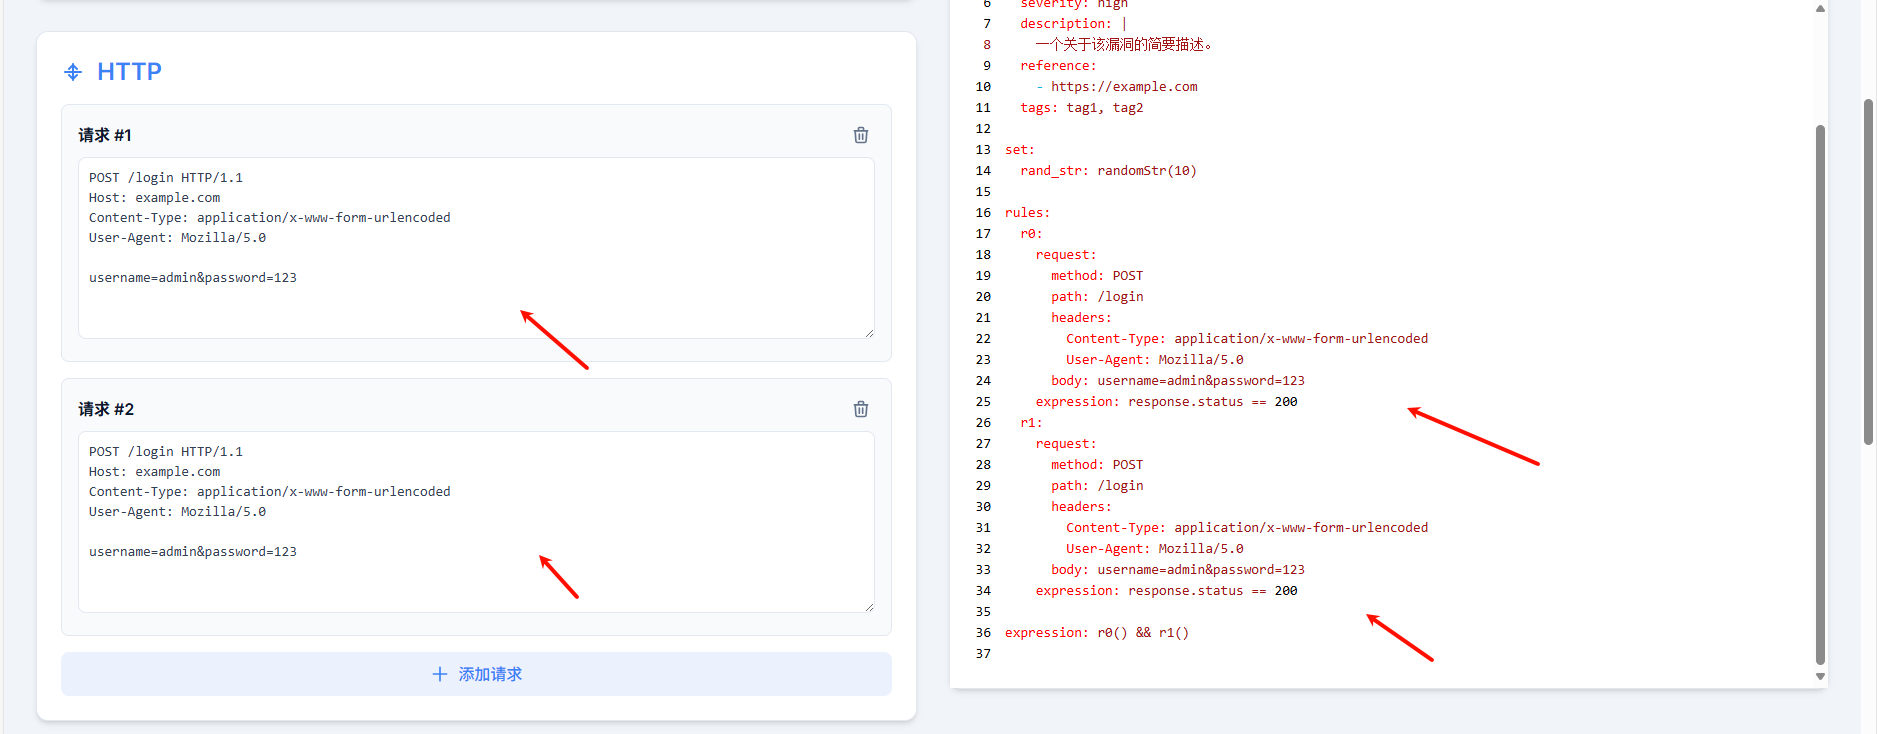 HTTP
请求 #1
POST /login HTTP/1.1
Host: example.com
Content-Type: application/x-www-form-urlencoded
User-Agent: Mozilla/5.0
username=admin&password=123
请求 #2
POST /login HTTP/1.1
Host: example.com
Content-Type: application/x-www-form-urlencoded
User-Agent: Mozilla/5.0
username=admin&password=123
添加请求
6 severity: high
7 description: |
8 一个关于该漏洞的简要描述。
9 reference:
10 - https://example.com
11 tags: tag1, tag2
12
13 set:
14 rand_str: randomStr(10)
15
16 rules:
17 r0:
18 request:
19 method: POST
20 path: /login
21 headers:
22 Content-Type: application/x-www-form-urlencoded
23 User-Agent: Mozilla/5.0
24 body: username=admin&password=123
25 expression: response.status == 200
26 r1:
27 request:
28 method: POST
29 path: /login
30 headers:
31 Content-Type: application/x-www-form-urlencoded
32 User-Agent: Mozilla/5.0
33 body: username=admin&password=123
34 expression: response.status == 200
35
36 expression: r0() && r1()
37